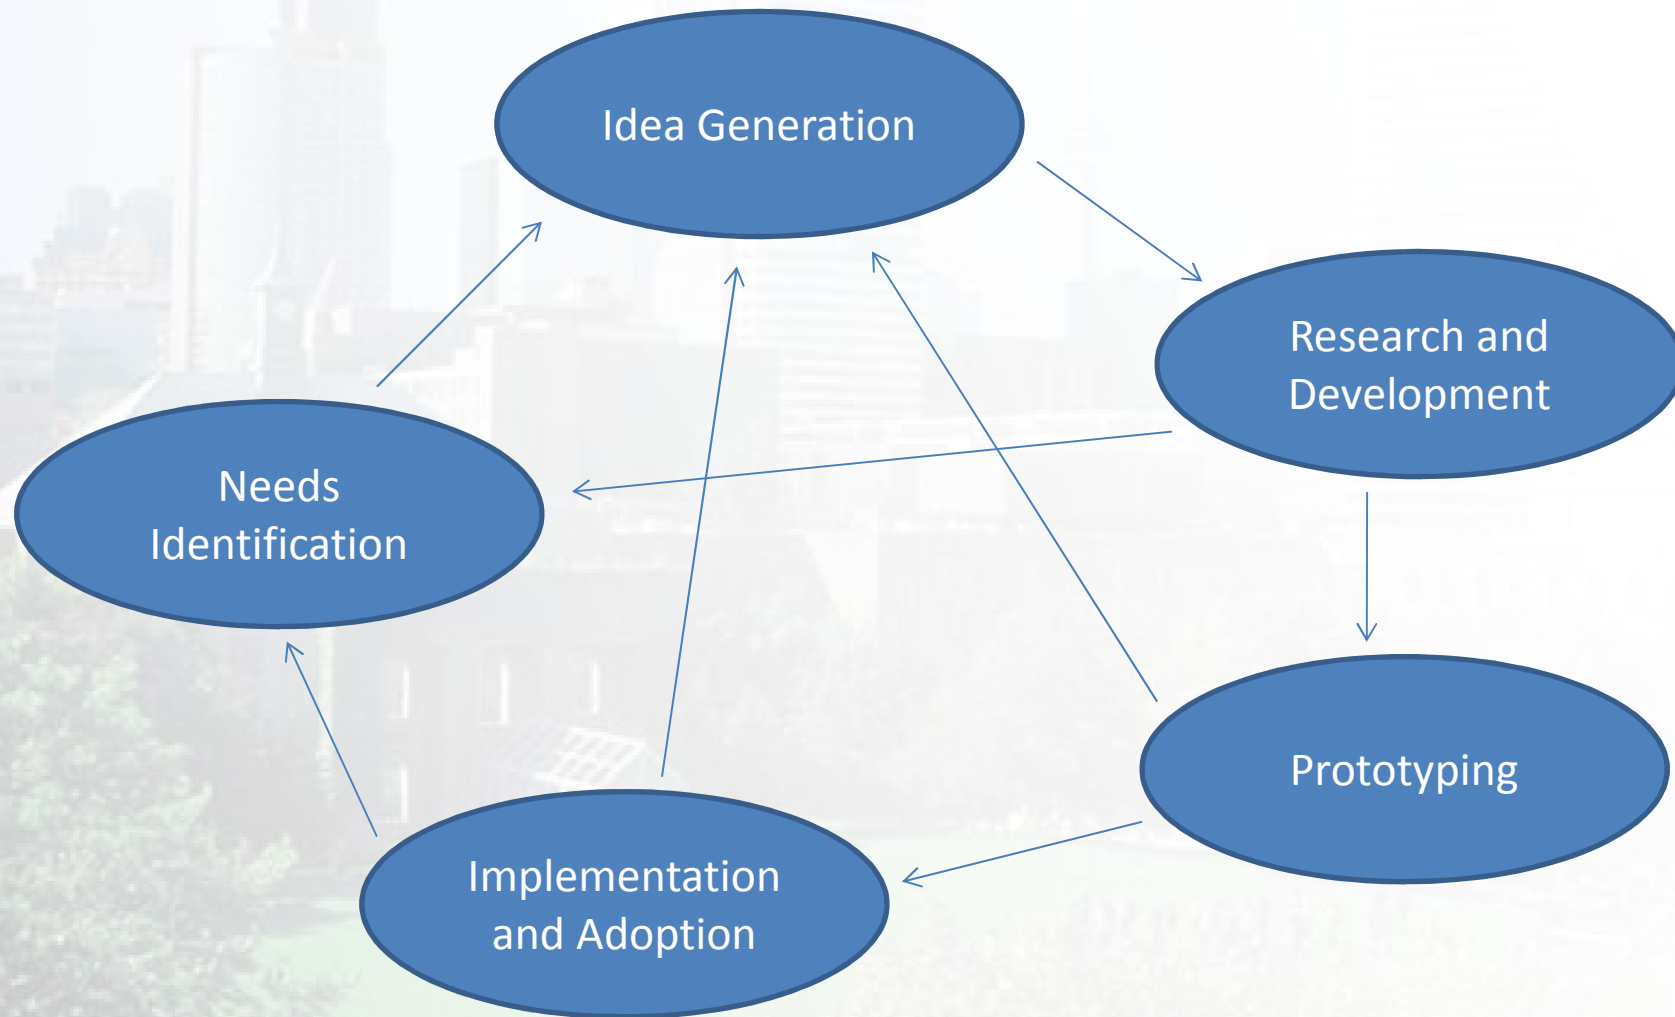 Idea Generation
Research and
Development
Needs
Identification
Prototyping
Implementation
and Adoption